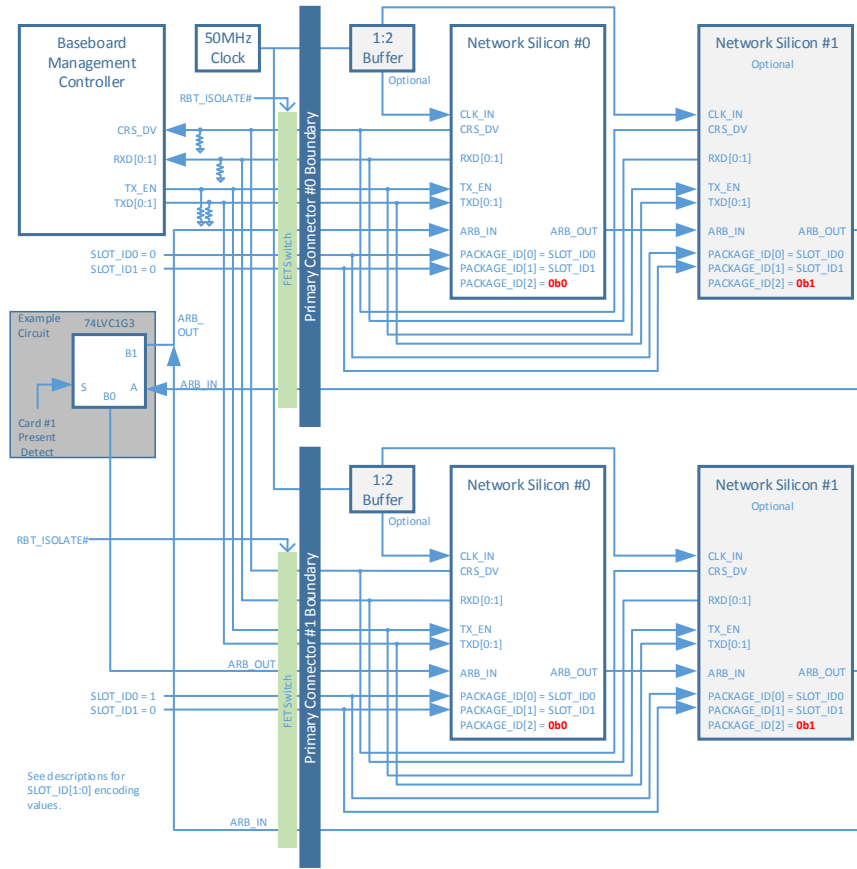 Baseboard
Management
Controller
CRS_DV
RXD[0:1]
TX_EN
TXD[0:1]
50MHz
Clock
RBT_ISOLATE#
SLOT_ID0 = 0
SLOT_ID1 = 0
FET Switch
Primary Connector #0 Boundary
1:2
Buffer
Optional
Network Silicon #0
CLK_IN
CRS_DV
RXD[0:1]
TX_EN
TXD[0:1]
ARB_IN
ARB_OUT
PACKAGE_ID[0] = SLOT_ID0
PACKAGE_ID[1] = SLOT_ID1
PACKAGE_ID[2] = 0b0
Network Silicon #1
Optional
CLK_IN
CRS_DV
RXD[0:1]
TX_EN
TXD[0:1]
ARB_IN
ARB_OUT
PACKAGE_ID[0] = SLOT_ID0
PACKAGE_ID[1] = SLOT_ID1
PACKAGE_ID[2] = 0b1
Example
Circuit
74LVC1G3
B1
S
A
B0
Card #1
Present
Detect
ARB_
OUT
ARB_IN
RBT_ISOLATE#
ARB_OUT
SLOT_ID0 = 1
SLOT_ID1 = 0
ARB_IN
See descriptions for
SLOT_ID[1:0] encoding
values.
FET Switch
Primary Connector #1 Boundary
1:2
Buffer
Optional
Network Silicon #0
CLK_IN
CRS_DV
RXD[0:1]
TX_EN
TXD[0:1]
ARB_IN
ARB_OUT
PACKAGE_ID[0] = SLOT_ID0
PACKAGE_ID[1] = SLOT_ID1
PACKAGE_ID[2] = 0b0
Network Silicon #1
Optional
CLK_IN
CRS_DV
RXD[0:1]
TX_EN
TXD[0:1]
ARB_IN
ARB_OUT
PACKAGE_ID[0] = SLOT_ID0
PACKAGE_ID[1] = SLOT_ID1
PACKAGE_ID[2] = 0b1